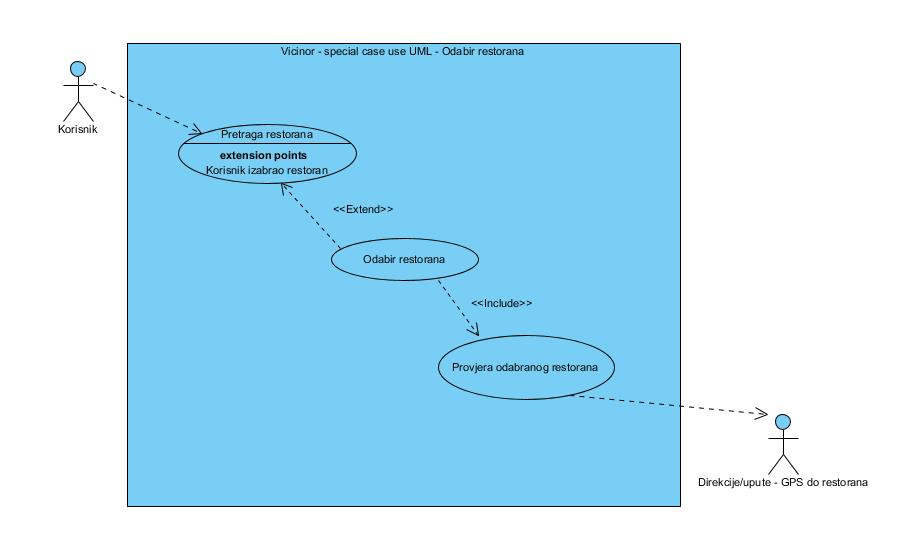 Vicinor - special case use UML - Odabir restorana
Korisnik
Pretraga restorana
extension points
Korisnik izabrao restoran
<<Extend>>
Odabir restorana
<<Include>>
Provjera odabranog restorana
Direkcije/upute - GPS do restorana